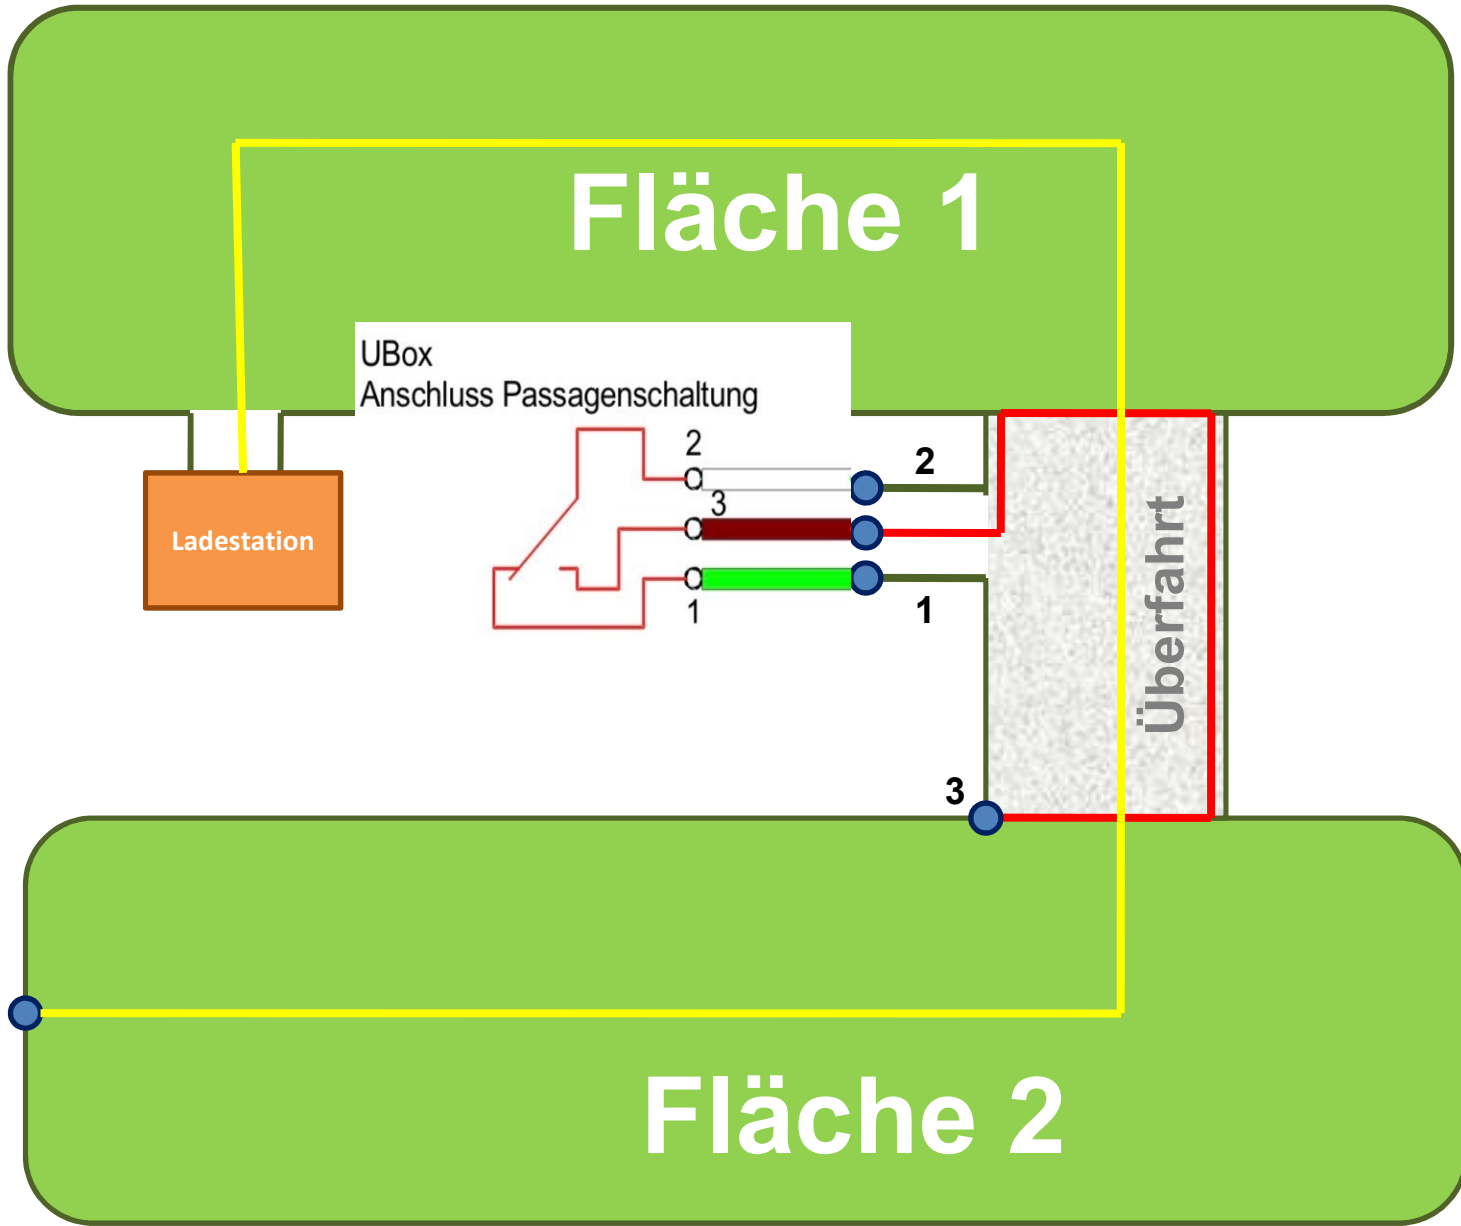 Fläche 1
UBox
Anschluss Passagenschaltung
2
2
3
Ladestation
1
1
Überfahrt
3
Fläche 2